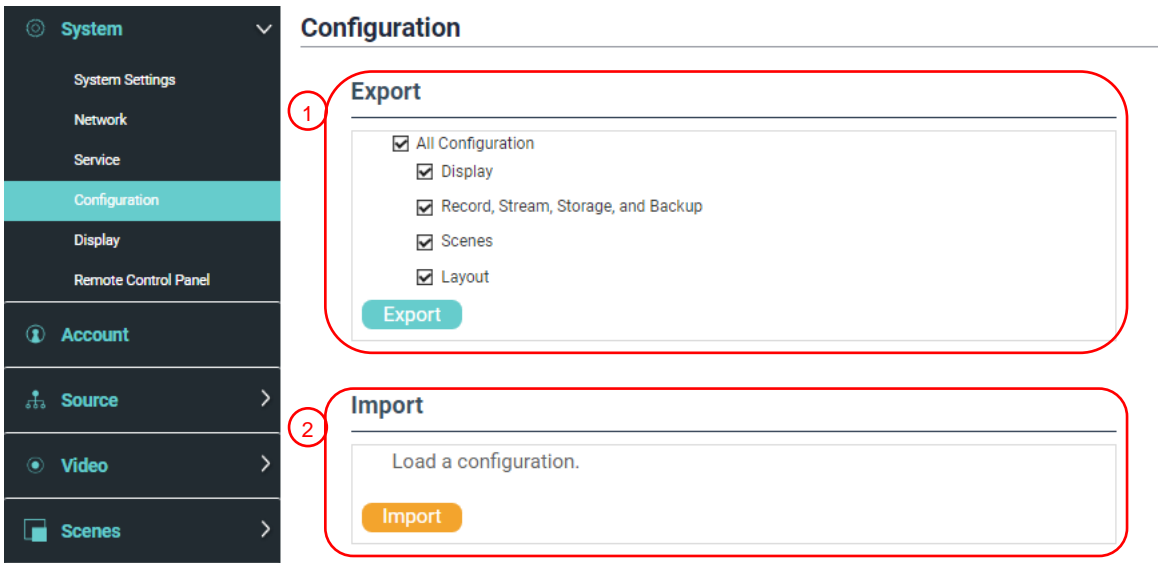 System
System Settings
Network
Service
Configuration
Display
Remote Control Panel
Account
Source
Video
Scenes
Configuration
1
Export
All Configuration
Display
Record, Stream, Storage, and Backup
Scenes
Layout
Export
2
Import
Load a configuration.
Import